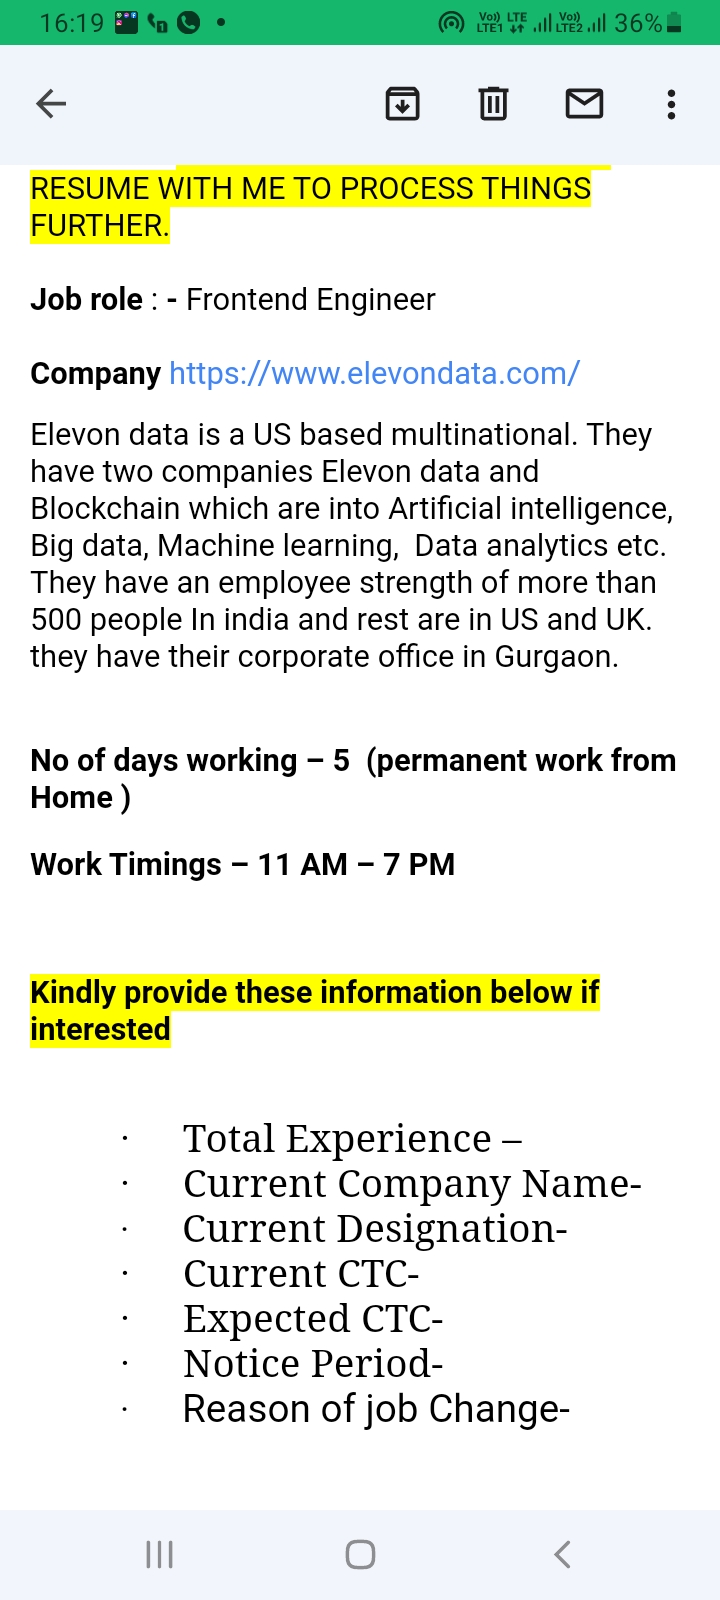 16:19
Vo)) LTE
LTE1
Vo))
LTE2
36%
RESUME WITH ME TO PROCESS THINGS
FURTHER.
Job role : - Frontend Engineer
Company https://www.elevondata.com/
Elevon data is a US based multinational. They
have two companies Elevon data and
Blockchain which are into Artificial intelligence,
Big data, Machine learning,  Data analytics etc.
They have an employee strength of more than
500 people In india and rest are in US and UK.
they have their corporate office in Gurgaon.
No of days working – 5  (permanent work from
Home )
Work Timings – 11 AM – 7 PM
Kindly provide these information below if
interested
· Total Experience –
· Current Company Name-
· Current Designation-
· Current CTC-
· Expected CTC-
· Notice Period-
· Reason of job Change-